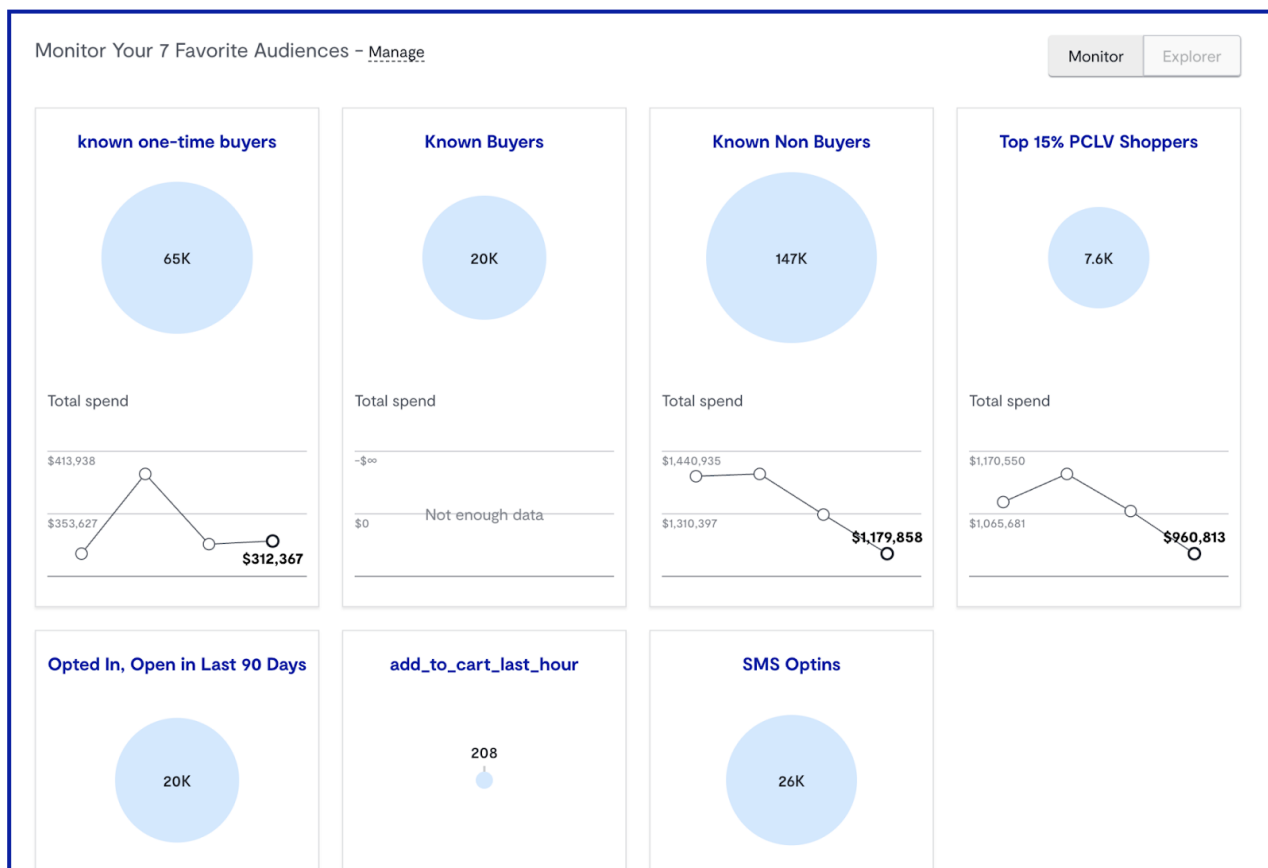 Monitor Your 7 Favorite Audiences - Manage
Monitor Explorer
known one-time buyers
65K
Total spend
$413,938
$353,627
$312,367
Known Buyers
20K
Total spend
-$∞
$0
Not enough data
Known Non Buyers
147K
Total spend
$1,440,935
$1,310,397
$1,179,858
Top 15% PCLV Shoppers
7.6K
Total spend
$1,170,550
$1,065,681
$960,813
Opted In, Open in Last 90 Days
20K
add_to_cart_last_hour
208
SMS Optins
26K